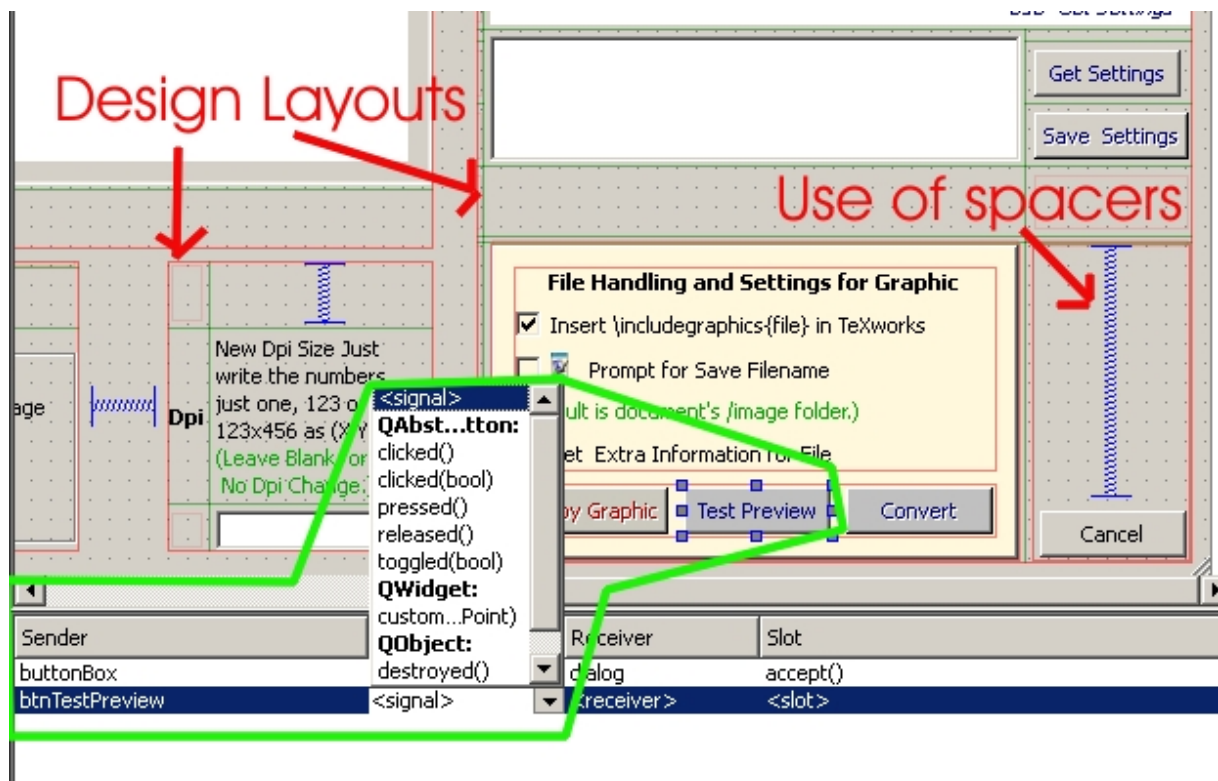 Get Settings
Design Layouts
Save Settings
Use of spacers
File Handling and Settings for Graphic
Insert \includegraphics{file} in TeXworks
Prompt for Save Filename
ult is document's /image folder.)
et Extra Information for File
New Dpi Size Just
write the numbers
just one, 123 o
123x456 as (X Y
(Leave Blank or
No Dpi Change.
age
Dpi
<signal>
QAbst...tton:
clicked()
clicked(bool)
pressed()
released()
toggled(bool)
QWidget:
custom...Point)
QObject:
destroyed()
py Graphic
Test Preview
Convert
Cancel
Sender
Receiver
Slot
buttonBox
dialog
accept()
btnTestPreview
<signal>
<receiver>
<slot>